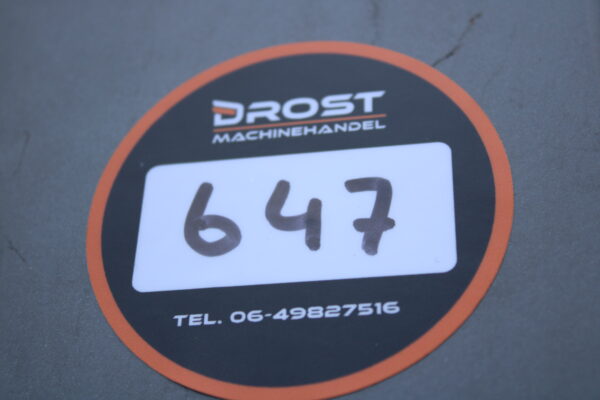 DROST
MACHINEHANDEL
647
TEL. 06-49827516